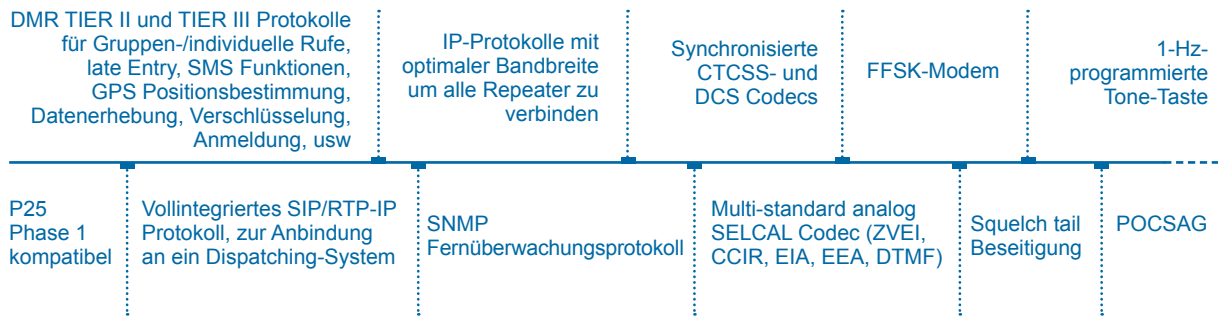 DMR TIER II und TIER III Protokolle
für Gruppen-/individuelle Rufe,
late Entry, SMS Funktionen,
GPS Positionsbestimmung,
Datenerhebung, Verschlüsselung,
Anmeldung, usw
IP-Protokolle mit
optimaler Bandbreite
um alle Repeater zu
verbinden
Synchronisierte
CTCSS- und
DCS Codecs
FFSK-Modem
1-Hz-
programmierte
Tone-Taste
P25
Phase 1
kompatibel
Vollintegriertes SIP/RTP-IP
Protokoll, zur Anbindung
an ein Dispatching-System
SNMP
Fernüberwachungsprotokoll
Multi-standard analog
SELCAL Codec (ZVEI,
CCIR, EIA, EEA, DTMF)
Squelch tail
Beseitigung
POCSAG